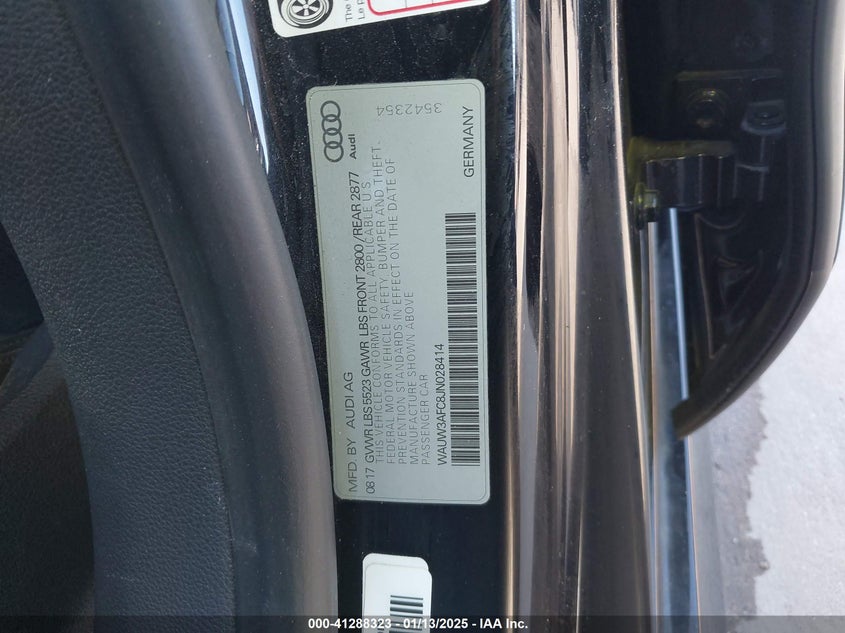 The
Le P
MFD BY AUDI AG
08 17 GVWR LBS 5523 GAWR LBS FRONT 2800 / REAR 2877
THIS VEHICLE CONFORMS TO ALL APPLICABLE U.S.
FEDERAL MOTOR VEHICLE SAFETY, BUMPER AND THEFT
PREVENTION STANDARDS IN EFFECT ON THE DATE OF
MANUFACTURE SHOWN ABOVE
PASSENGER CAR
WAUW3AFC8JN028414
GERMANY
Audi
3542354
000-41288323 - 01/13/2025 - IAA Inc.